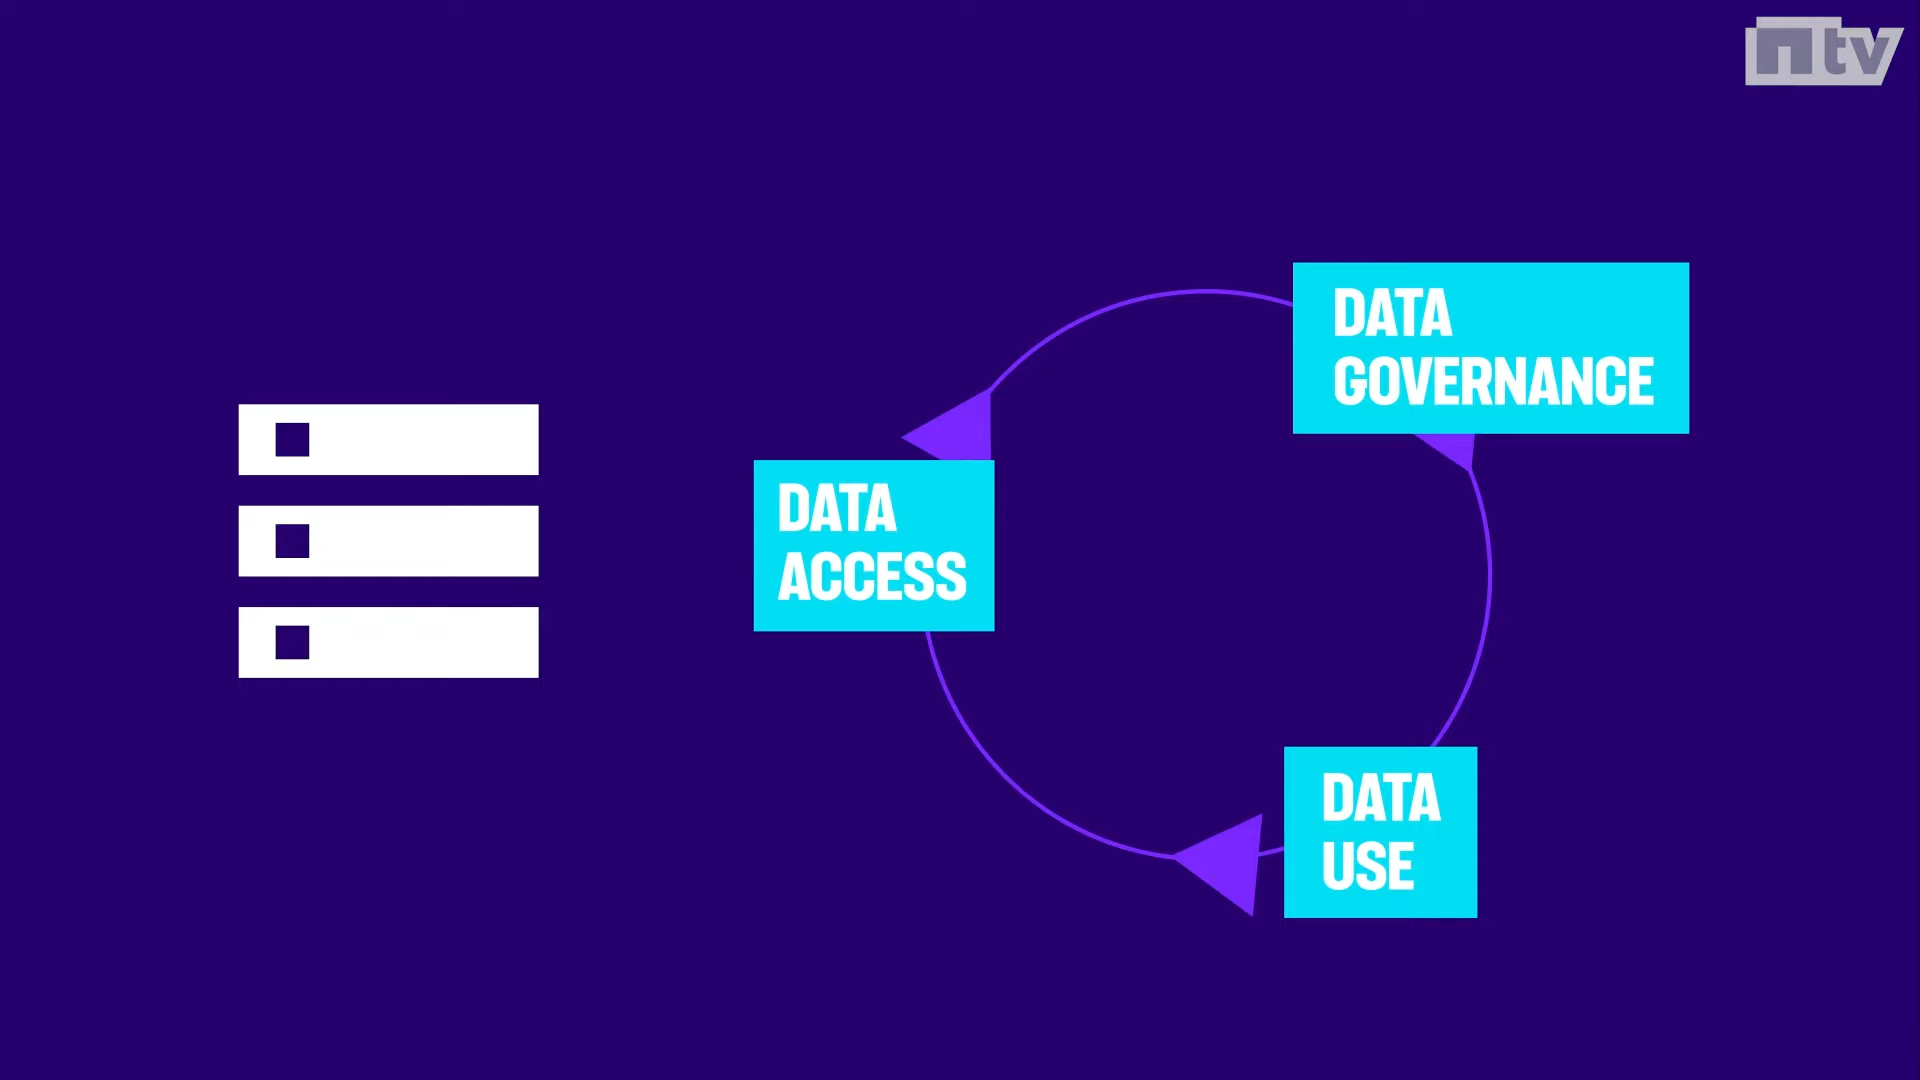 ntv
DATA
GOVERNANCE
DATA
ACCESS
DATA
USE